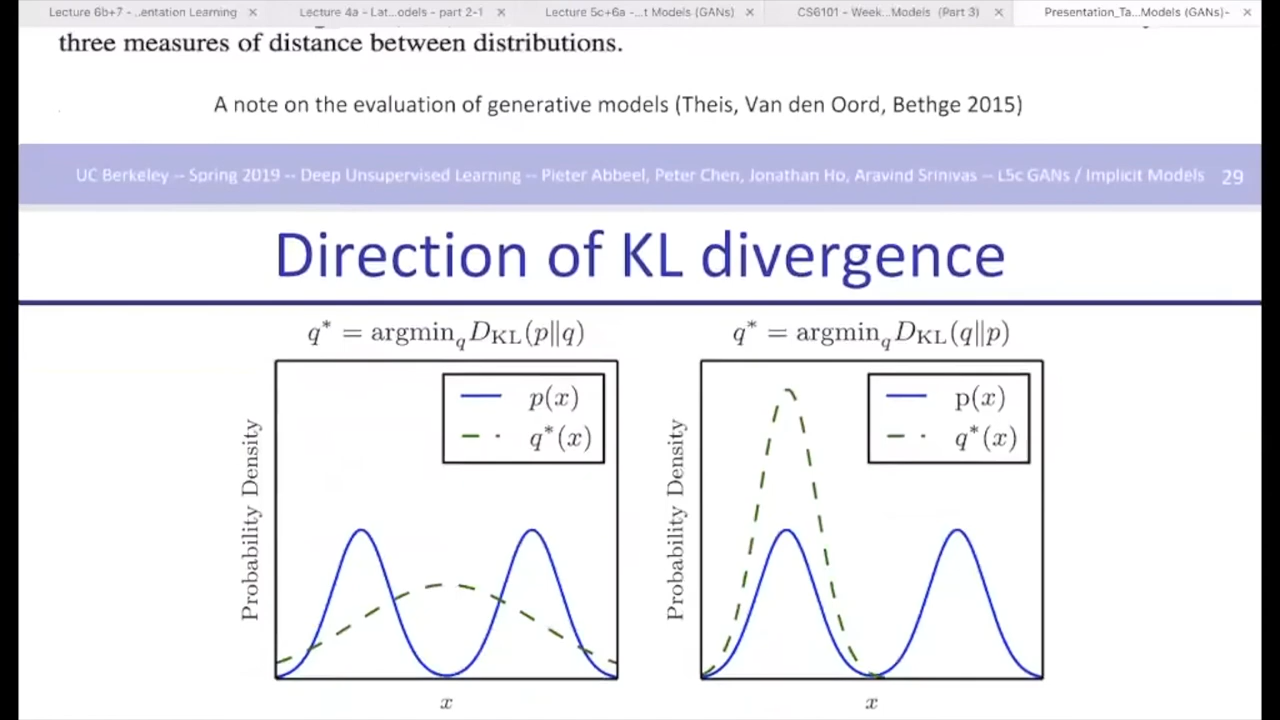 Lecture 6b+7 - ..entation Learning × Lecture 4a - Lat...odels - part 2-1 × Lecture 5c+6a -...t Models (GANs) × CS6101 - Week...Models (Part 3) × Presentation_Ta...Models (GANs)- ×
three measures of distance between distributions.
A note on the evaluation of generative models (Theis, Van den Oord, Bethge 2015)
UC Berkeley -- Spring 2019 -- Deep Unsupervised Learning -- Pieter Abbeel, Peter Chen, Jonathan Ho, Aravind Srinivas -- L5c GANs / Implicit Models 29
Direction of KL divergence
q* = argmin_q D_KL(p‖q)
p(x)
q*(x)
Probability Density
x
q* = argmin_q D_KL(q‖p)
p(x)
q*(x)
Probability Density
x